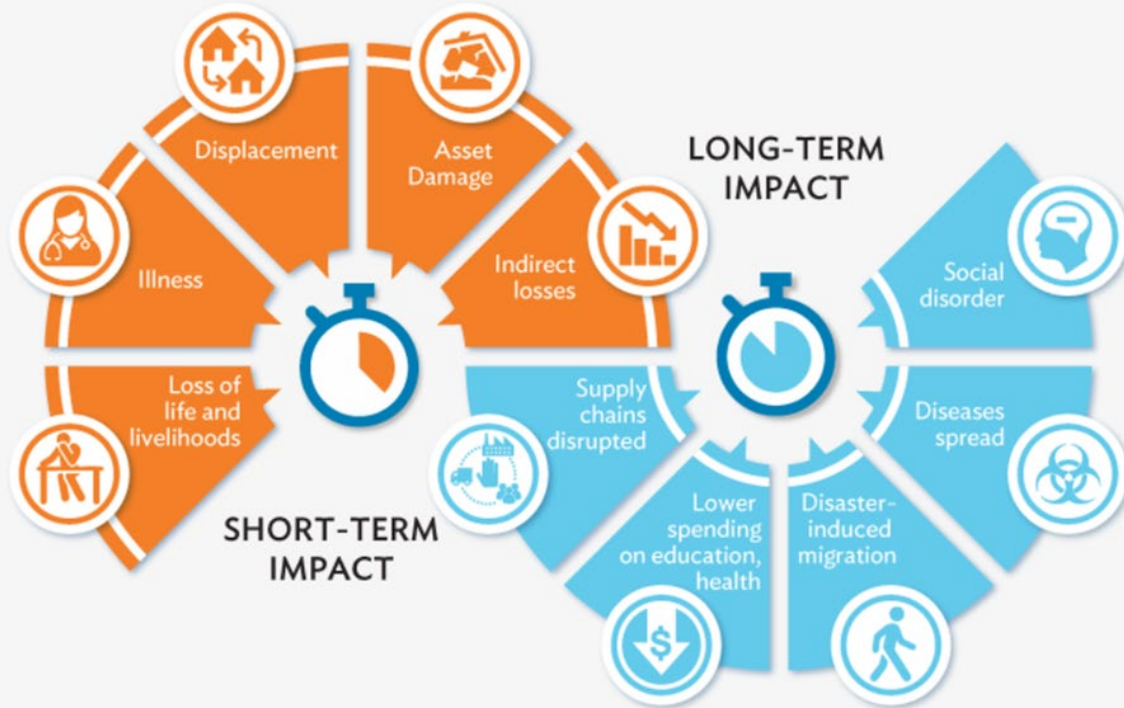 Displacement
Asset
Damage
Illness
Indirect
losses
Loss of
life and
livelihoods
SHORT-TERM
IMPACT
LONG-TERM
IMPACT
Social
disorder
Supply
chains
disrupted
Diseases
spread
Lower
spending
on education,
health
Disaster-
induced
migration
$